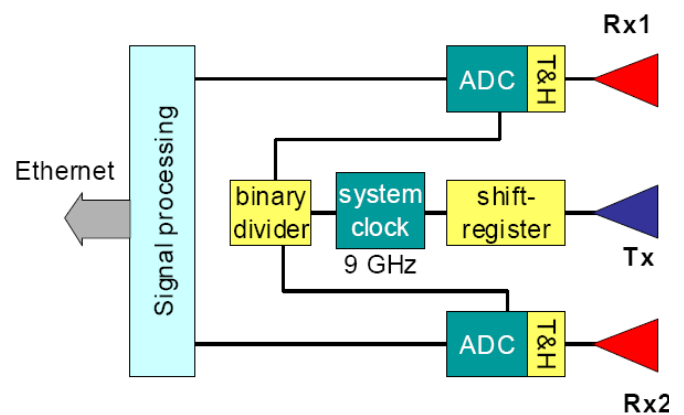 Rx1
ADC
T&H
Ethernet
Signal processing
binary
divider
system
clock
shift-
register
9 GHz
Tx
ADC
T&H
Rx2